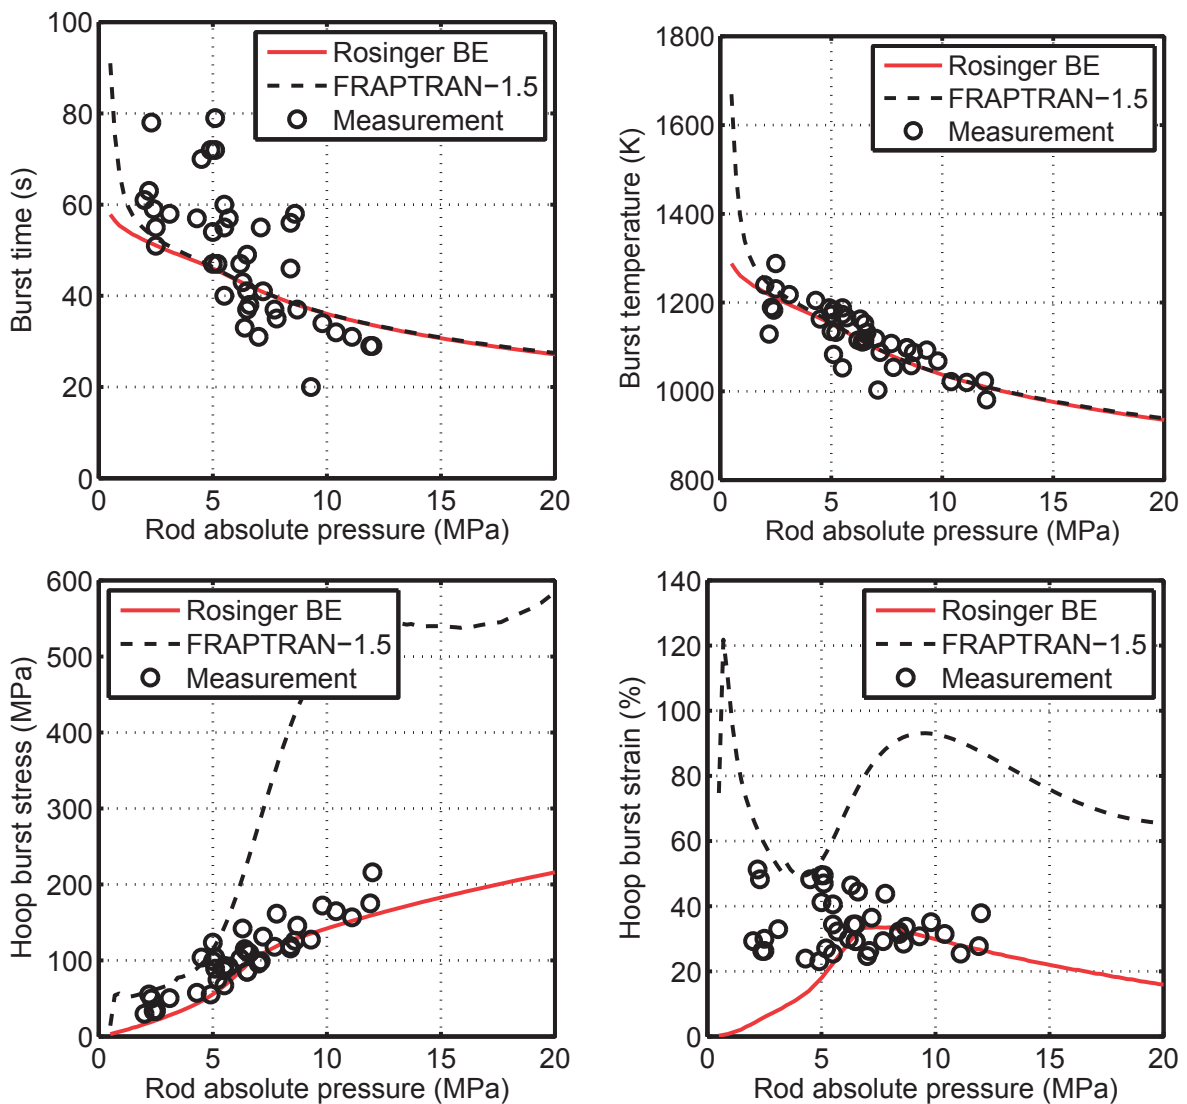 100
80
60
40
20
0
Burst time (s)
Rosinger BE
FRAPTRAN−1.5
Measurement
0 5 10 15 20
Rod absolute pressure (MPa)
1800
1600
1400
1200
1000
800
Burst temperature (K)
Rosinger BE
FRAPTRAN−1.5
Measurement
0 5 10 15 20
Rod absolute pressure (MPa)
600
500
400
300
200
100
0
Hoop burst stress (MPa)
Rosinger BE
FRAPTRAN−1.5
Measurement
0 5 10 15 20
Rod absolute pressure (MPa)
140
120
100
80
60
40
20
0
Hoop burst strain (%)
Rosinger BE
FRAPTRAN−1.5
Measurement
0 5 10 15 20
Rod absolute pressure (MPa)